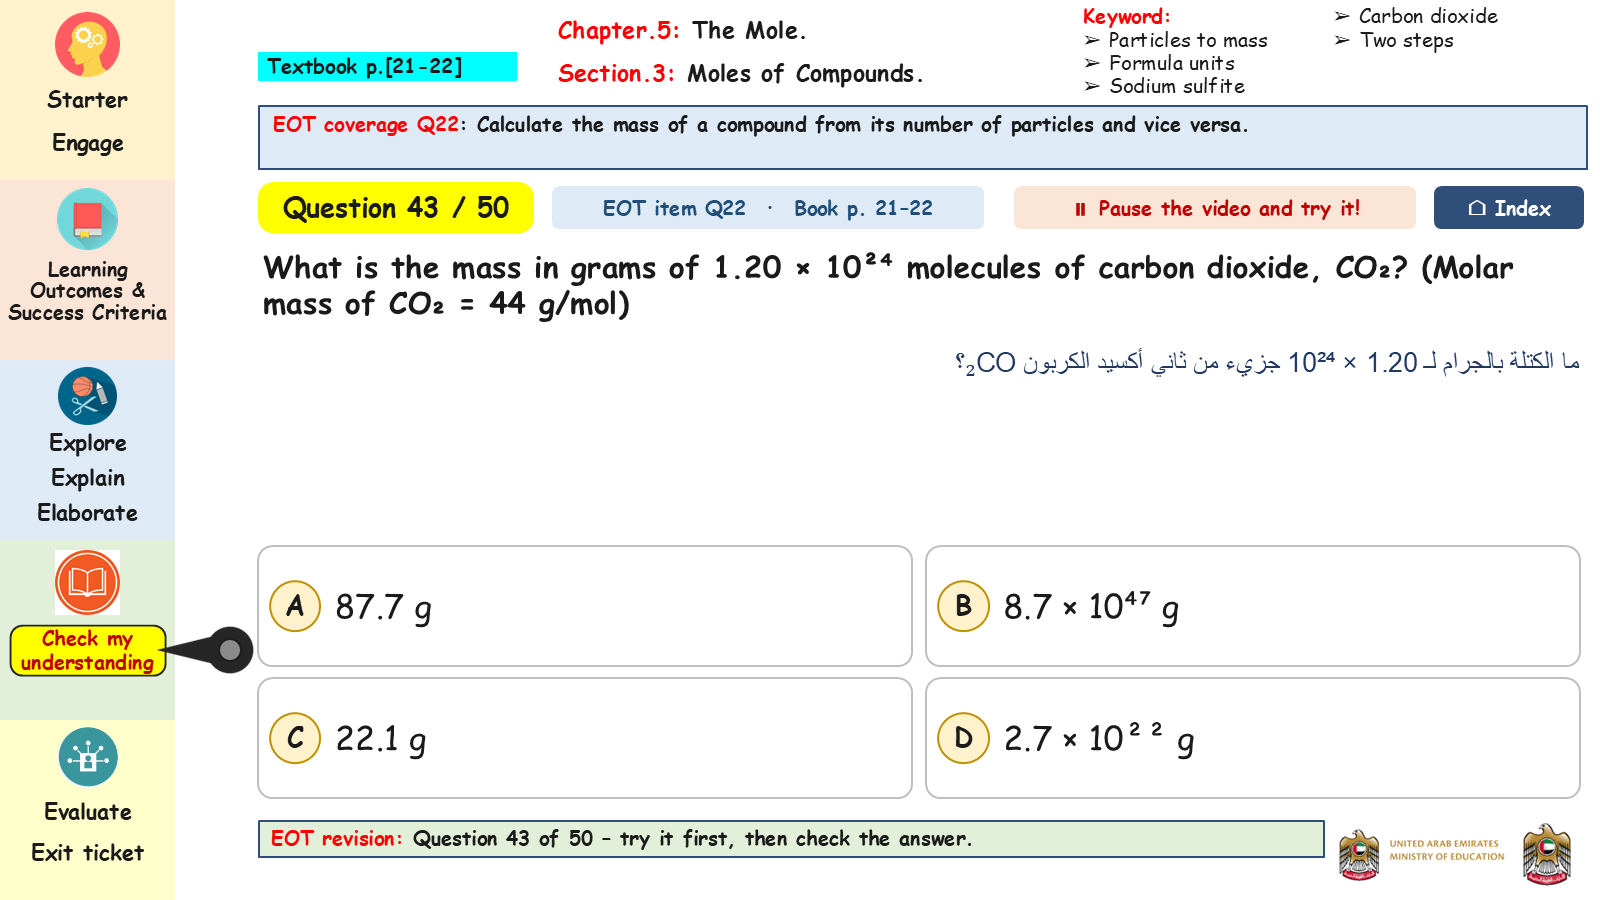 Starter
Engage
Learning
Outcomes &
Success Criteria
Explore
Explain
Elaborate
Check my
understanding
Evaluate
Exit ticket
Textbook p.[21-22]
Chapter.5: The Mole.
Section.3: Moles of Compounds.
Keyword:
➢ Particles to mass
➢ Formula units
➢ Sodium sulfite
➢ Carbon dioxide
➢ Two steps
EOT coverage Q22: Calculate the mass of a compound from its number of particles and vice versa.
Question 43 / 50
EOT item Q22 · Book p. 21–22
⏸ Pause the video and try it!
⌂ Index
What is the mass in grams of 1.20 × 10²⁴ molecules of carbon dioxide, CO₂? (Molar
mass of CO₂ = 44 g/mol)
ما الكتلة بالجرام لـ 1.20 × 10²⁴ جزيء من ثاني أكسيد الكربون CO₂؟
A 87.7 g
B 8.7 × 10⁴⁷ g
C 22.1 g
D 2.7 × 10²² g
EOT revision: Question 43 of 50 – try it first, then check the answer.
UNITED ARAB EMIRATES
MINISTRY OF EDUCATION